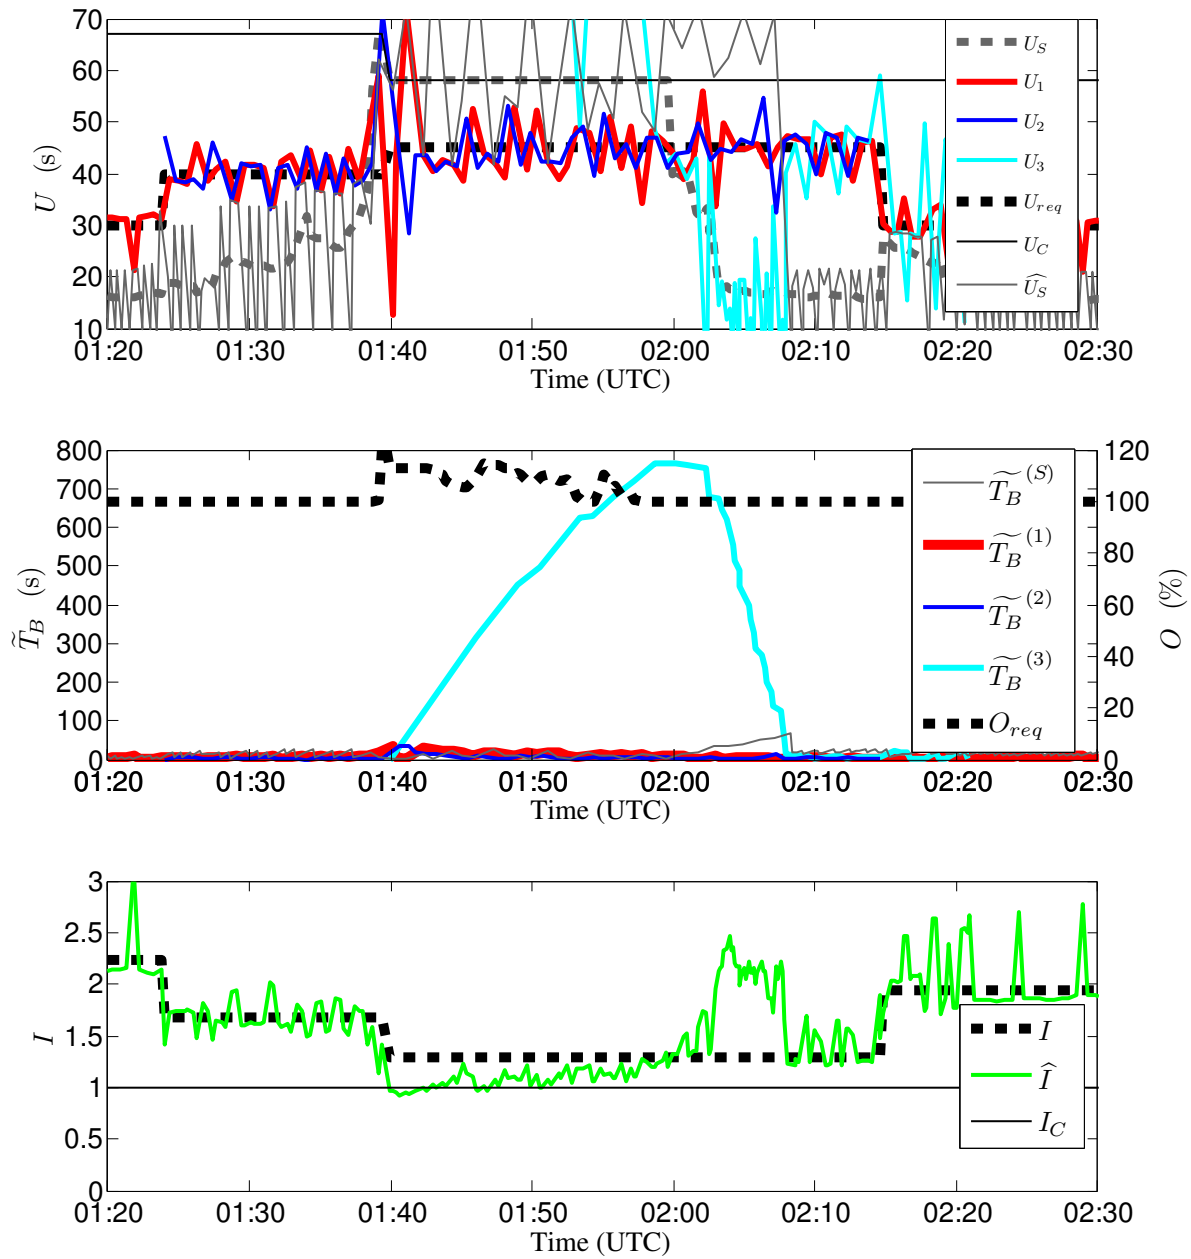 70
60
50
40
30
20
10
U (s)
01:20 01:30 01:40 01:50 02:00 02:10 02:20 02:30
Time (UTC)
U_S
U_1
U_2
U_3
U_req
U_C
Û_S
800
700
600
500
400
300
200
100
0
T̃_B (s)
120
100
80
60
40
20
0
O (%)
01:20 01:30 01:40 01:50 02:00 02:10 02:20 02:30
Time (UTC)
T̃_B^(S)
T̃_B^(1)
T̃_B^(2)
T̃_B^(3)
O_req
3
2.5
2
1.5
1
0.5
0
I
01:20 01:30 01:40 01:50 02:00 02:10 02:20 02:30
Time (UTC)
I
Î
I_C